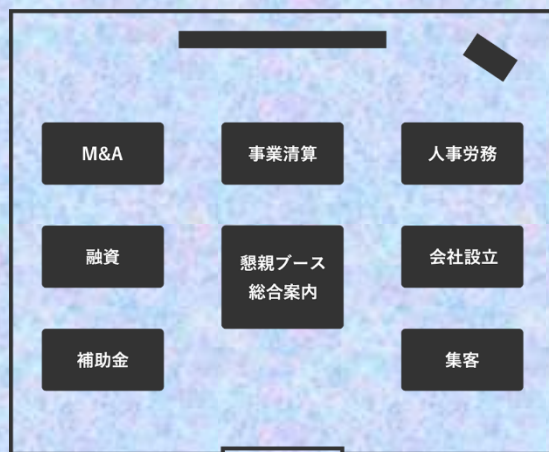 M&A
事業清算
人事労務
融資
懇親ブース
総合案内
会社設立
補助金
集客